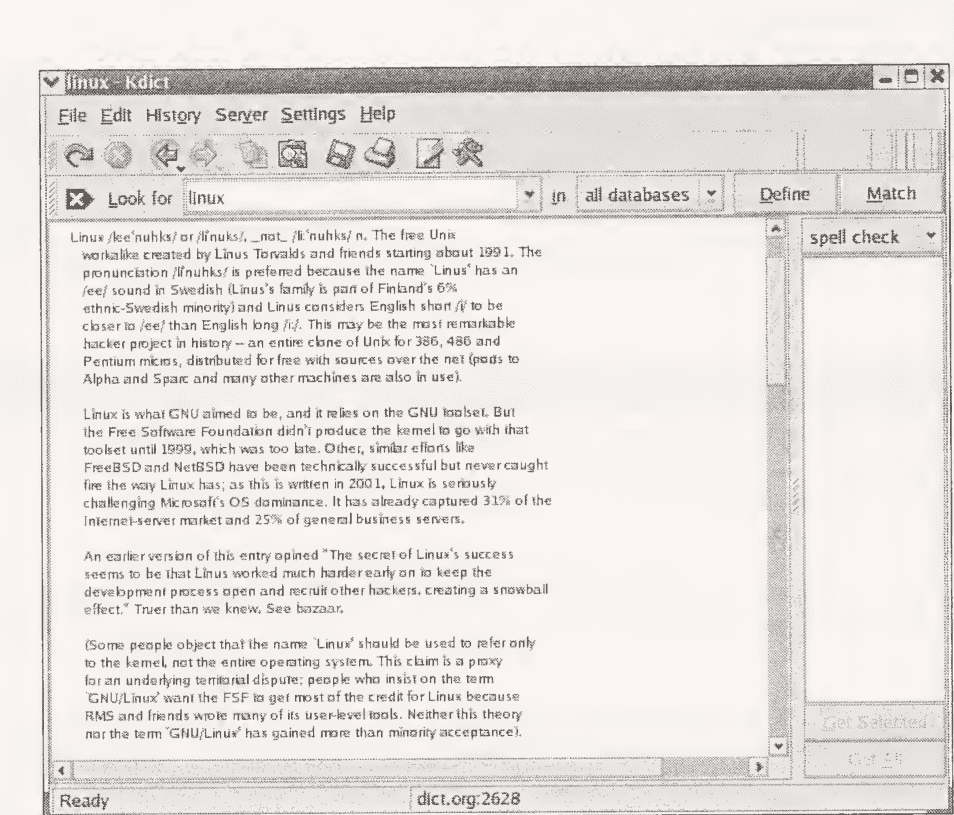 linux - Kdict
File Edit History Server Settings Help
Look for linux in all databases Define Match
spell check
Linux /lee´nuhks/ or /li´nuks/, _not_ /li:´nuhks/ n. The free Unix
workalike created by Linus Torvalds and friends starting about 1991. The
pronunciation /li´nuhks/ is preferred because the name `Linus' has an
/ee/ sound in Swedish (Linus's family is part of Finland's 6%
ethnic-Swedish minority) and Linus considers English short /i/ to be
closer to /ee/ than English long /i:/. This may be the most remarkable
hacker project in history -- an entire clone of Unix for 386, 486 and
Pentium micros, distributed for free with sources over the net (ports to
Alpha and Sparc and many other machines are also in use).
Linux is what GNU aimed to be, and it relies on the GNU toolset. But
the Free Software Foundation didn't produce the kernel to go with that
toolset until 1999, which was too late. Other, similar efforts like
FreeBSD and NetBSD have been technically successful but never caught
fire the way Linux has; as this is written in 2001, Linux is seriously
challenging Microsoft's OS dominance. It has already captured 31% of the
Internet-server market and 25% of general business servers.
An earlier version of this entry opined "The secret of Linux's success
seems to be that Linus worked much harder early on to keep the
development process open and recruit other hackers, creating a snowball
effect." Truer than we knew. See bazaar.
(Some people object that the name `Linux' should be used to refer only
to the kernel, not the entire operating system. This claim is a proxy
for an underlying territorial dispute; people who insist on the term
`GNU/Linux' want the FSF to get most of the credit for Linux because
RMS and friends wrote many of its user-level tools. Neither this theory
nor the term `GNU/Linux' has gained more than minority acceptance).
Get Selected
Get All
Ready dict.org:2628